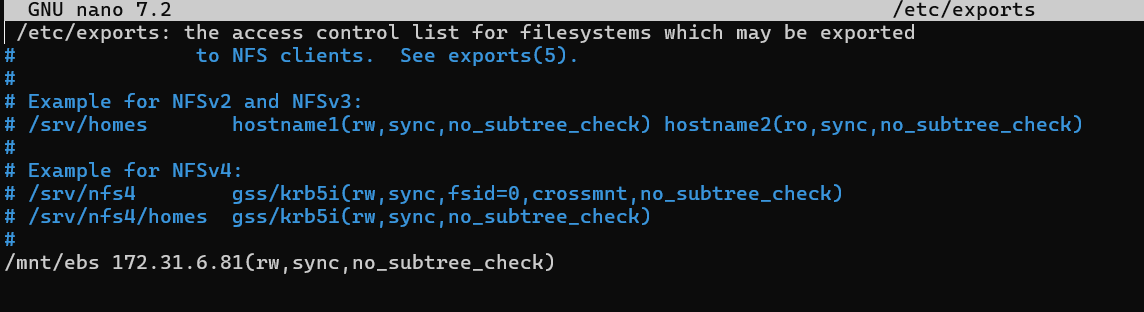 GNU nano 7.2 /etc/exports
/etc/exports: the access control list for filesystems which may be exported
# to NFS clients. See exports(5).
#
# Example for NFSv2 and NFSv3:
# /srv/homes hostname1(rw,sync,no_subtree_check) hostname2(ro,sync,no_subtree_check)
#
# Example for NFSv4:
# /srv/nfs4 gss/krb5i(rw,sync,fsid=0,crossmnt,no_subtree_check)
# /srv/nfs4/homes gss/krb5i(rw,sync,no_subtree_check)
#
/mnt/ebs 172.31.6.81(rw,sync,no_subtree_check)